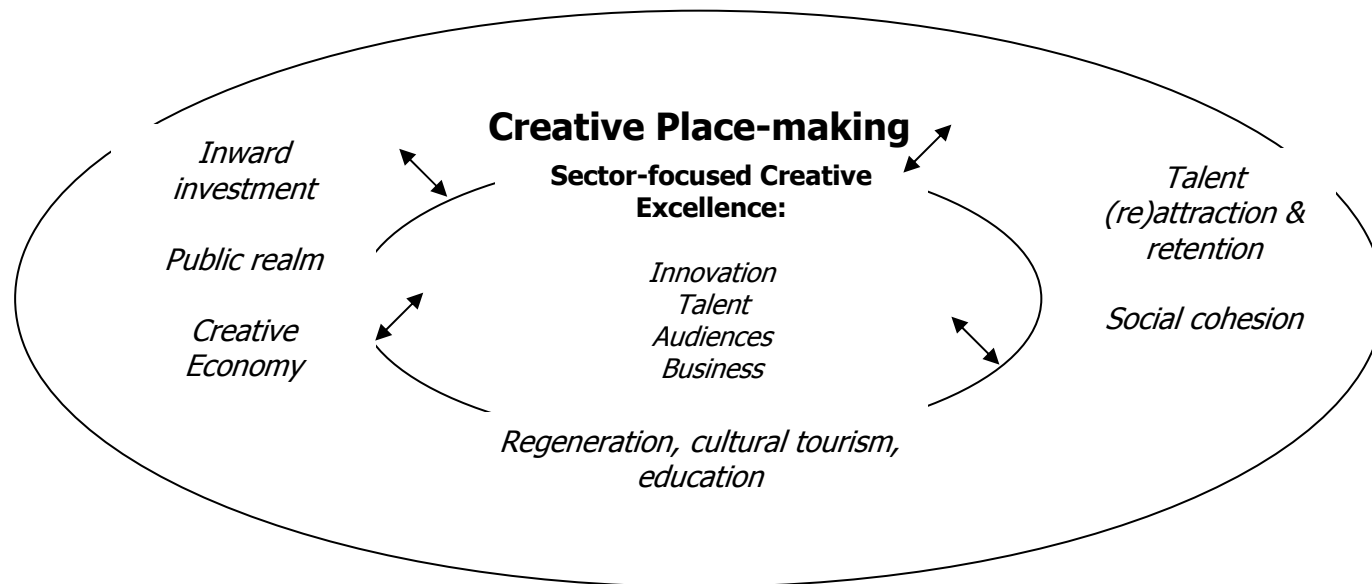 Creative Place-making
Sector-focused Creative
Excellence:
Innovation
Talent
Audiences
Business
Inward
investment
Public realm
Creative
Economy
Talent
(re)attraction &
retention
Social cohesion
Regeneration, cultural tourism,
education